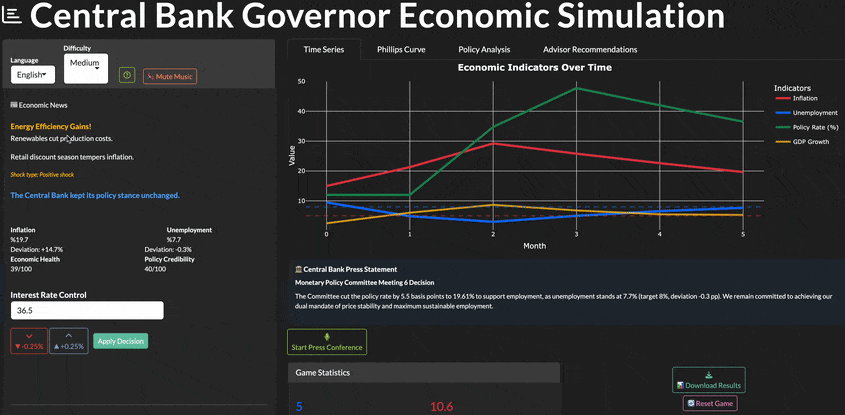 Central Bank Governor Economic Simulation
Language
English
Difficulty
Medium
Mute Music
Economic News
Energy Efficiency Gains!
Renewables cut production costs.
Retail discount season tempers inflation.
Shock type: Positive shock
The Central Bank kept its policy stance unchanged.
Inflation
%19.7
Deviation: +14.7%
Unemployment
%7.7
Deviation: -0.3%
Economic Health
39/100
Policy Credibility
40/100
Interest Rate Control
36.5
▼ -0.25%
▲ +0.25%
Apply Decision
Time Series
Phillips Curve
Policy Analysis
Advisor Recommendations
Economic Indicators Over Time
Value
50
40
30
20
10
0
1
2
3
4
5
Month
Indicators
Inflation
Unemployment
Policy Rate (%)
GDP Growth
Central Bank Press Statement
Monetary Policy Committee Meeting 6 Decision
The Committee cut the policy rate by 5.5 basis points to 19.61% to support employment, as unemployment stands at 7.7% (target 8%, deviation -0.3 pp). We remain committed to achieving our
dual mandate of price stability and maximum sustainable employment.
Start Press Conference
Game Statistics
5
10.6
Download Results
Reset Game